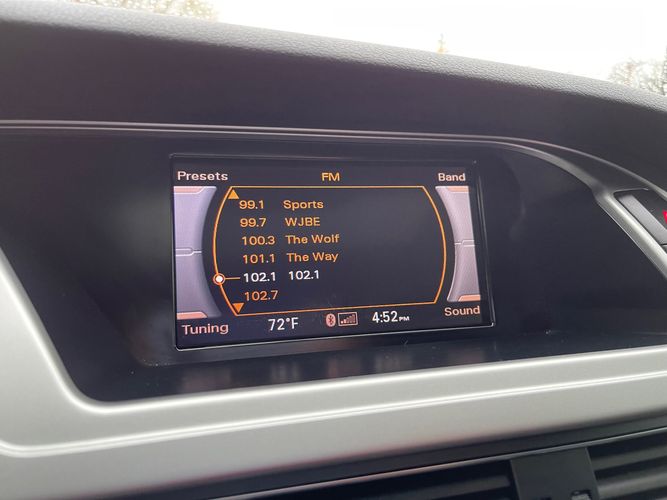 Presets FM Band
99.1 Sports
99.7 WJBE
100.3 The Wolf
101.1 The Way
102.1 102.1
102.7
Tuning 72°F 4:52PM Sound